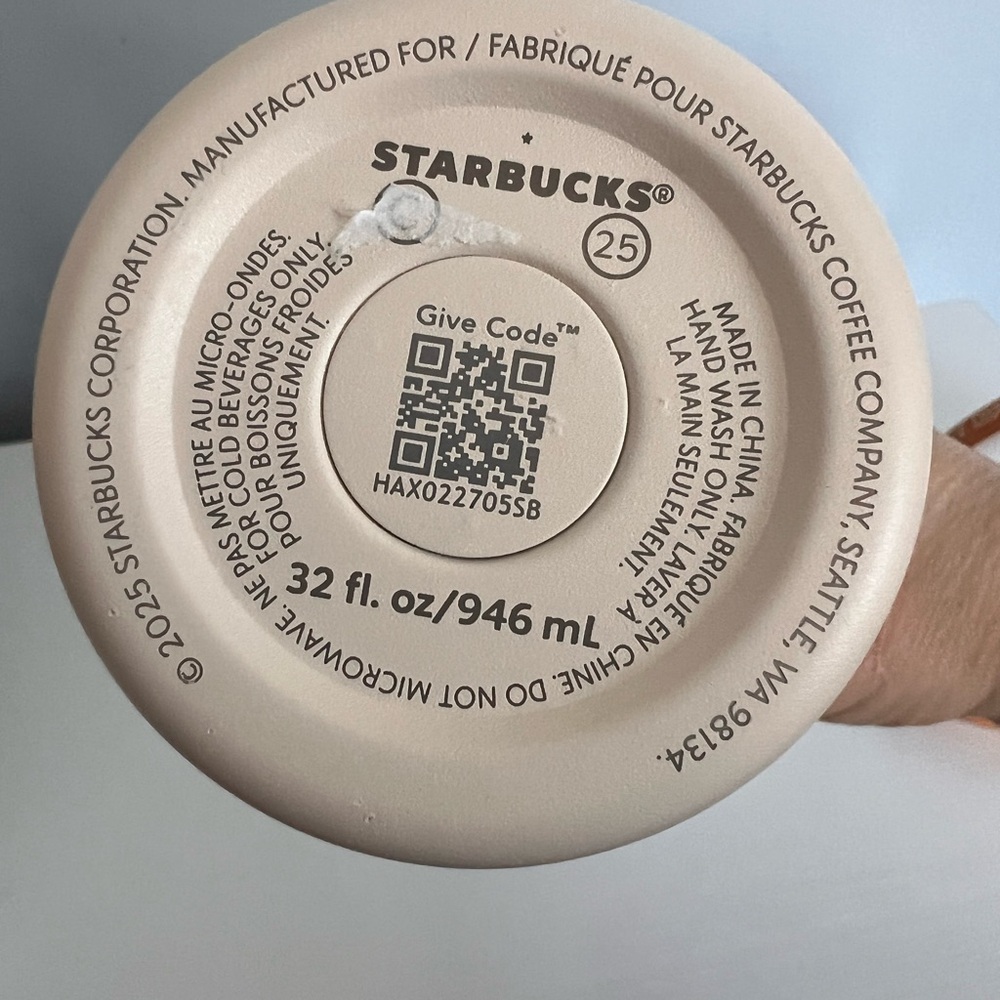 © 2025 STARBUCKS CORPORATION. MANUFACTURED FOR / FABRIQUÉ POUR STARBUCKS COFFEE COMPANY, SEATTLE, WA 98134.
STARBUCKS®
25
MADE IN CHINA. FABRIQUÉ EN CHINE. DO NOT MICROWAVE. NE PAS METTRE AU MICRO-ONDES.
HAND WASH ONLY. LAVER À
LA MAIN SEULEMENT.
FOR COLD BEVERAGES ONLY.
POUR BOISSONS FROIDES
UNIQUEMENT.
Give Code™
HAX022705SB
32 fl. oz/946 mL